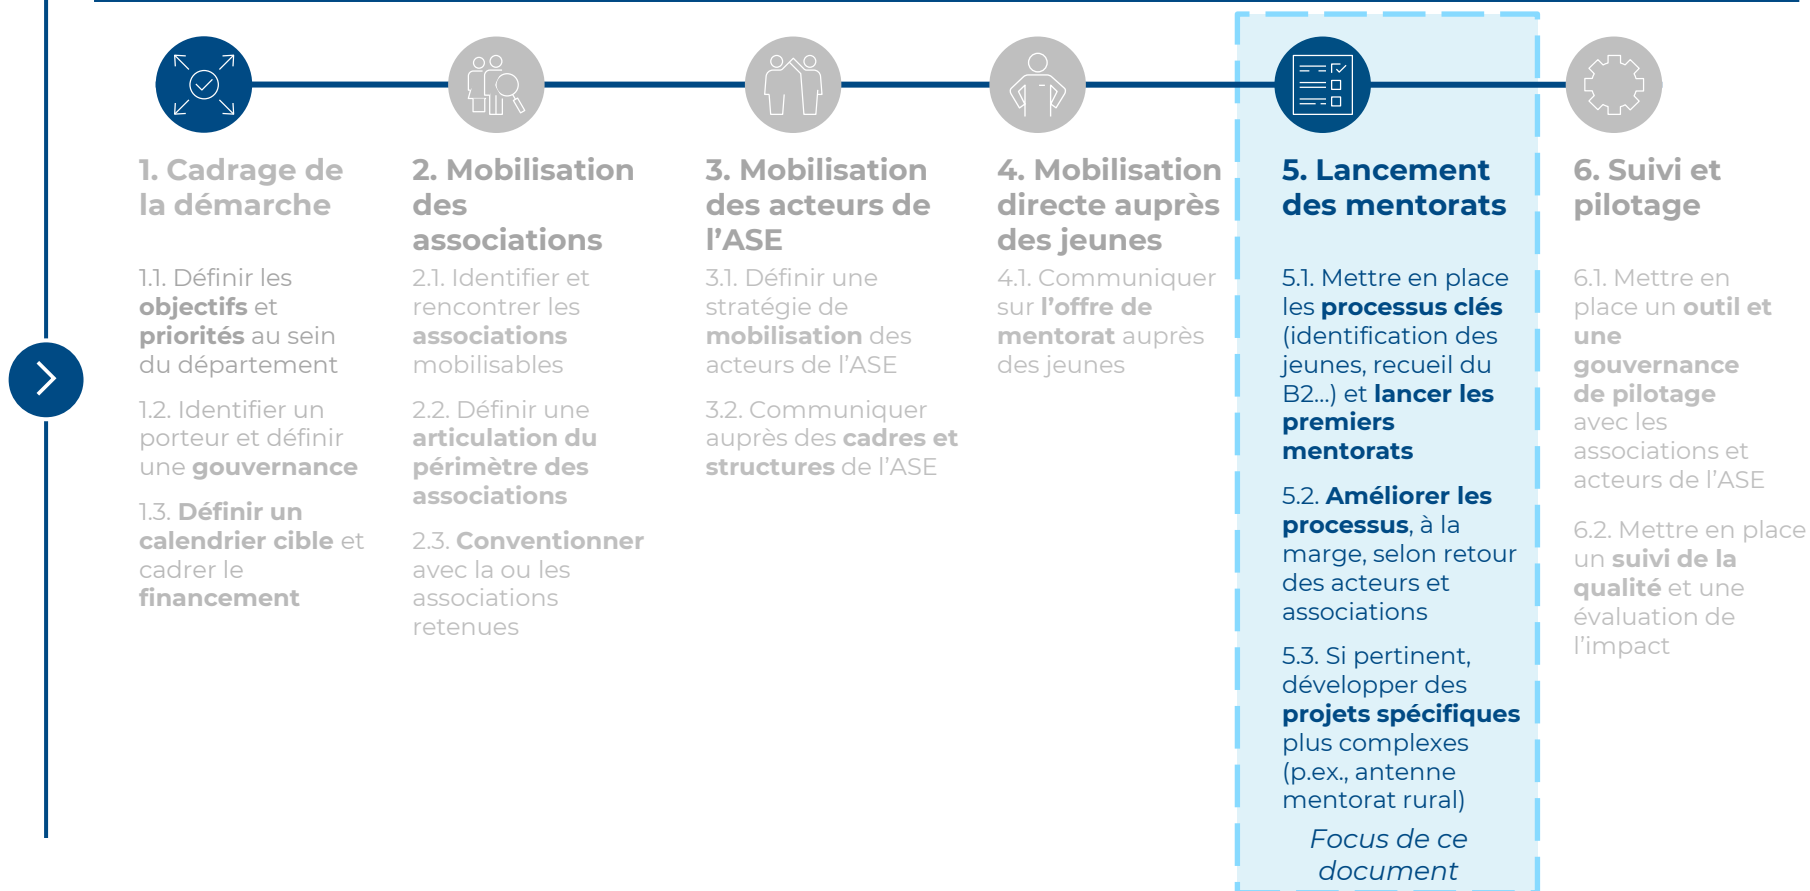 1. Cadrage de
la démarche
1.1. Définir les
objectifs et
priorités au sein
du département
1.2. Identifier un
porteur et définir
une gouvernance
1.3. Définir un
calendrier cible et
cadrer le
financement
2. Mobilisation
des
associations
2.1. Identifier et
rencontrer les
associations
mobilisables
2.2. Définir une
articulation du
périmètre des
associations
2.3. Conventionner
avec la ou les
associations
retenues
3. Mobilisation
des acteurs de
l’ASE
3.1. Définir une
stratégie de
mobilisation des
acteurs de l’ASE
3.2. Communiquer
auprès des cadres et
structures de l’ASE
4. Mobilisation
directe auprès
des jeunes
4.1. Communiquer
sur l’offre de
mentorat auprès
des jeunes
5. Lancement
des mentorats
5.1. Mettre en place
les processus clés
(identification des
jeunes, recueil du
B2...) et lancer les
premiers
mentorats
5.2. Améliorer les
processus, à la
marge, selon retour
des acteurs et
associations
5.3. Si pertinent,
développer des
projets spécifiques
plus complexes
(p.ex., antenne
mentorat rural)
Focus de ce
document
6. Suivi et
pilotage
6.1. Mettre en
place un outil et
une
gouvernance
de pilotage
avec les
associations et
acteurs de l’ASE
6.2. Mettre en place
un suivi de la
qualité et une
évaluation de
l’impact